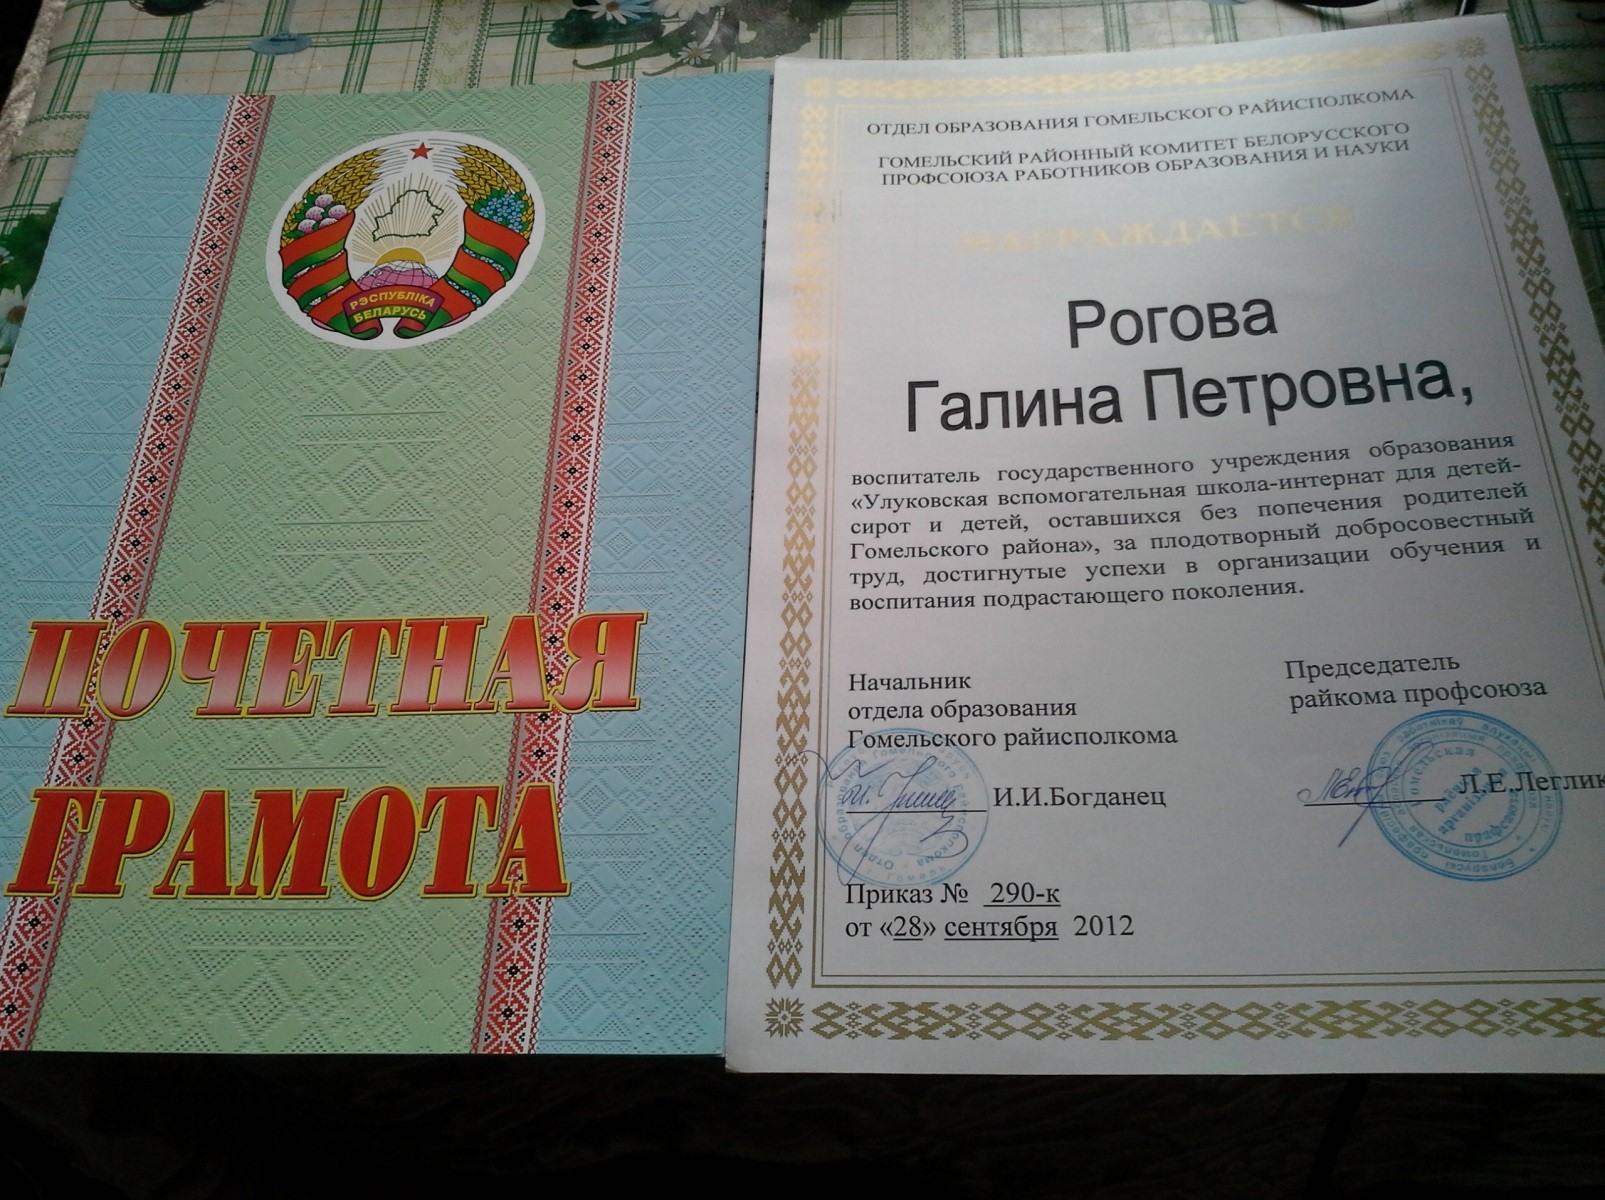 РЭСПУБЛІКА
БЕЛАРУСЬ
ПОЧЕТНАЯ
ГРАМОТА
ОТДЕЛ ОБРАЗОВАНИЯ ГОМЕЛЬСКОГО РАЙИСПОЛКОМА
ГОМЕЛЬСКИЙ РАЙОННЫЙ КОМИТЕТ БЕЛОРУССКОГО
ПРОФСОЮЗА РАБОТНИКОВ ОБРАЗОВАНИЯ И НАУКИ
НАГРАЖДАЕТСЯ
Рогова
Галина Петровна,
воспитатель государственного учреждения образования
«Улуковская вспомогательная школа-интернат для детей-
сирот и детей, оставшихся без попечения родителей
Гомельского района», за плодотворный добросовестный
труд, достигнутые успехи в организации обучения и
воспитания подрастающего поколения.
Начальник
отдела образования
Гомельского райисполкома
И.И.Богданец
Председатель
райкома профсоюза
Л.Е.Леглик
Приказ № 290-к
от «28» сентября 2012